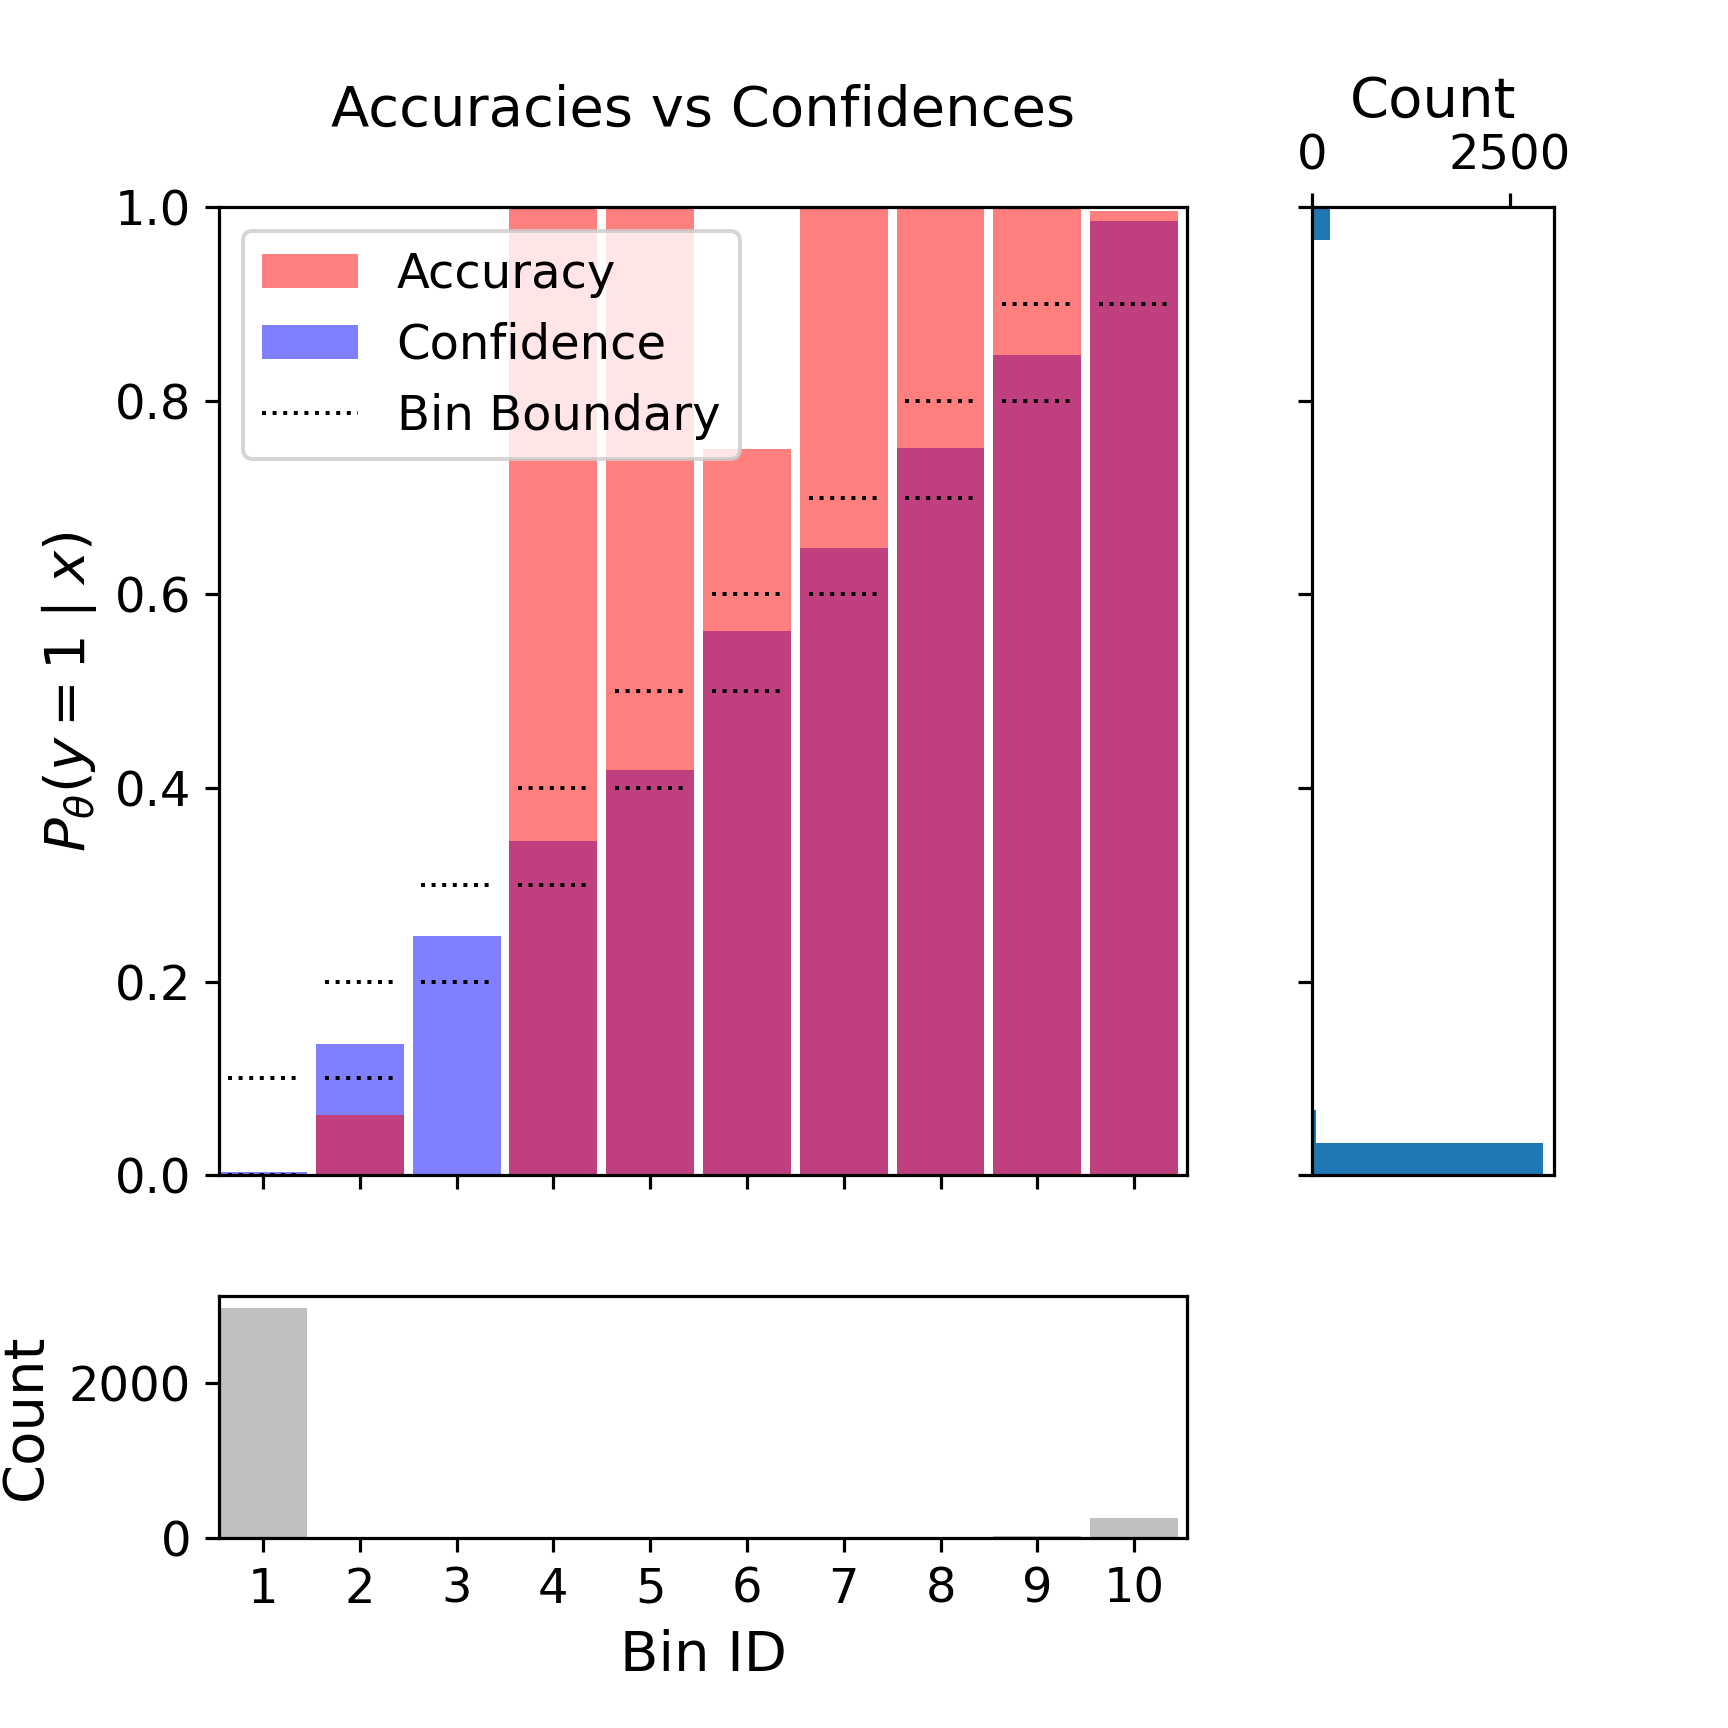 Accuracies vs Confidences
Count
0 2500
1.0
0.8
0.6
0.4
0.2
0.0
Accuracy
Confidence
Bin Boundary
P_θ(y = 1 | x)
Count
2000
0
1 2 3 4 5 6 7 8 9 10
Bin ID